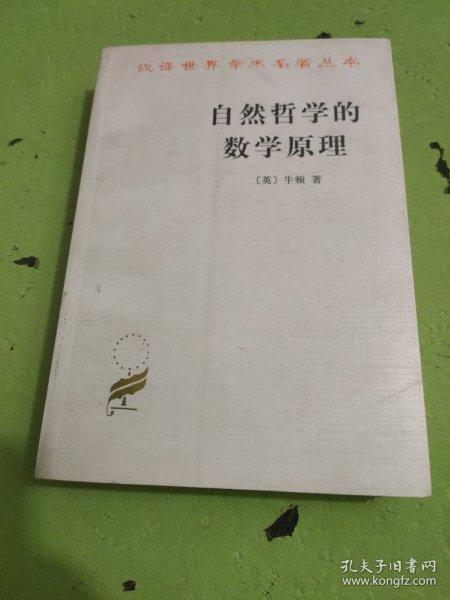 汉译世界学术名著丛书
自然哲学的
数学原理
〔英〕牛顿 著
孔夫子旧书网
www.kongfz.com